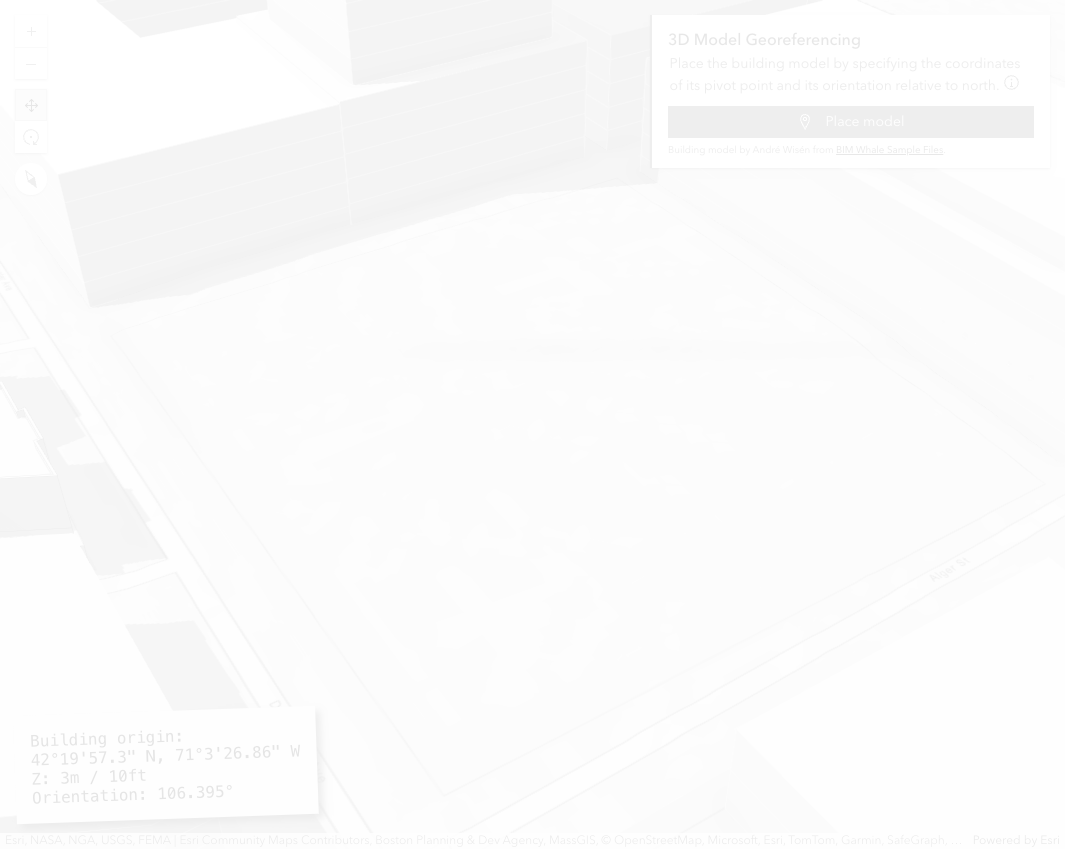 3D Model Georeferencing
Place the building model by specifying the coordinates
of its pivot point and its orientation relative to north.
Place model
Building model by Andre Wisén from BIM Whale Sample Files.
Building origin:
42°19'57.3" N, 71°3'26.86" W
Z: 3m / 10ft
Orientation: 106.395°
Esri, NASA, NGA, USGS, FEMA | Esri Community Maps Contributors, Boston Planning & Dev Agency, MassGIS, © OpenStreetMap, Microsoft, Esri, TomTom, Garmin, SafeGraph, ... Powered by Esri